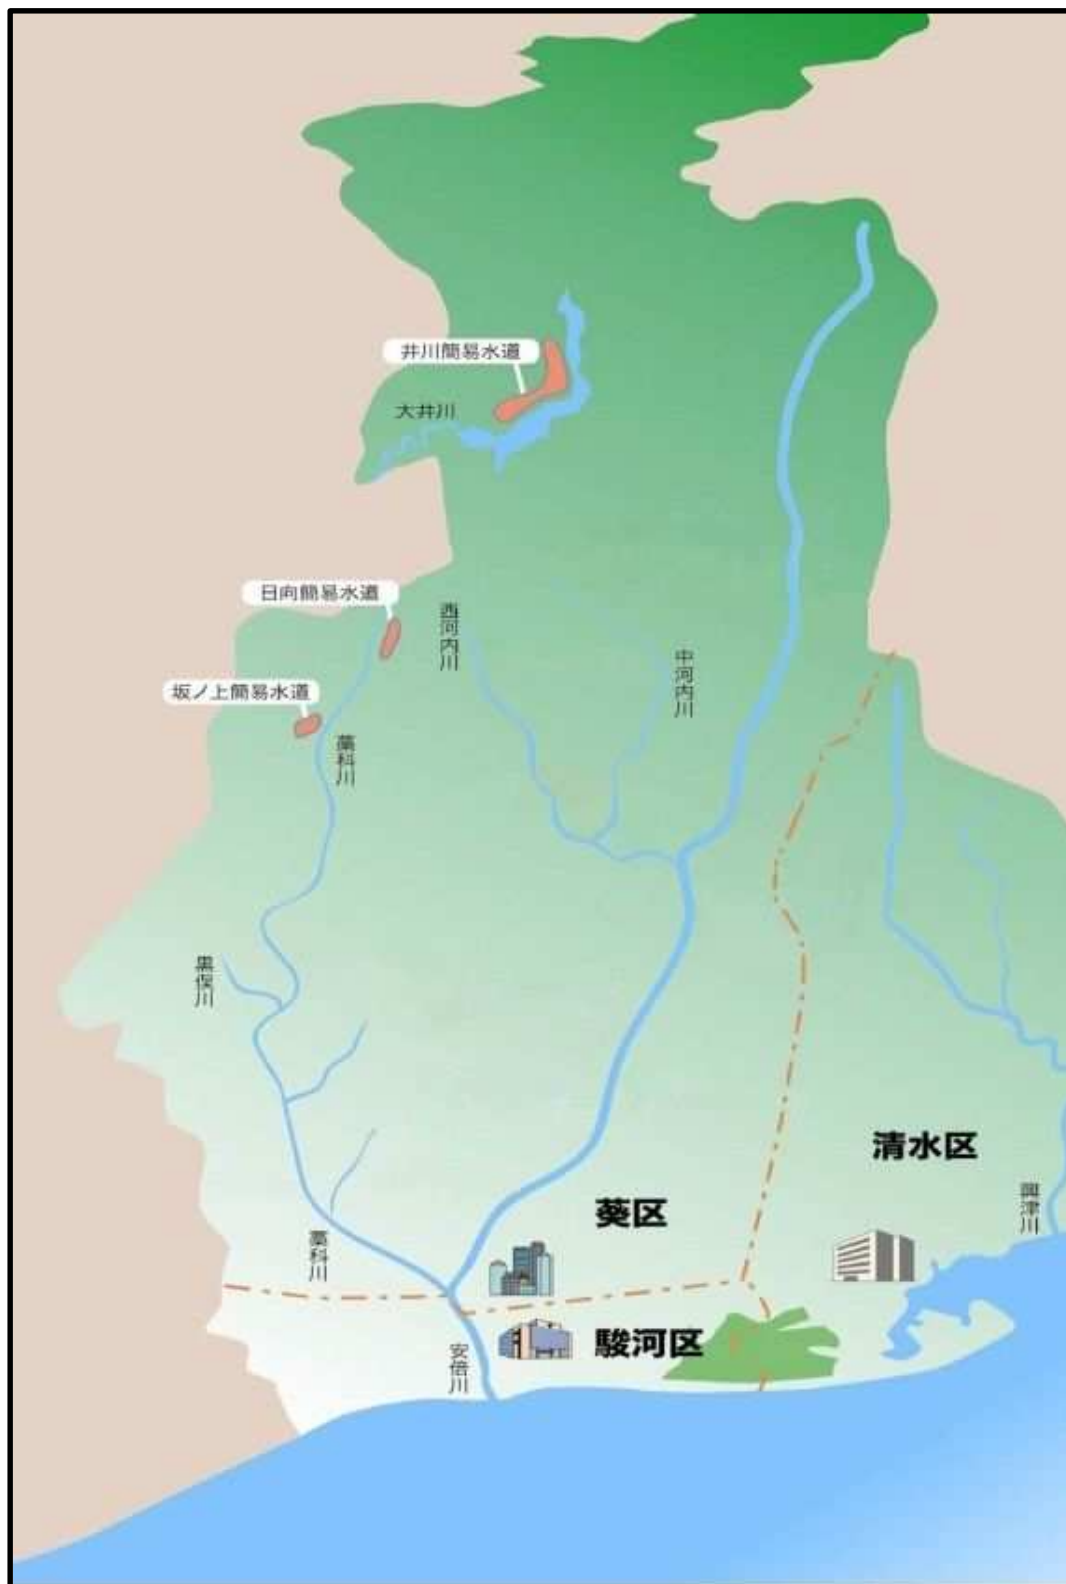 井川簡易水道
大井川
日向簡易水道
西河内川
中河内川
坂ノ上簡易水道
藁科川
黒俣川
清水区
興津川
葵区
藁科川
駿河区
安倍川